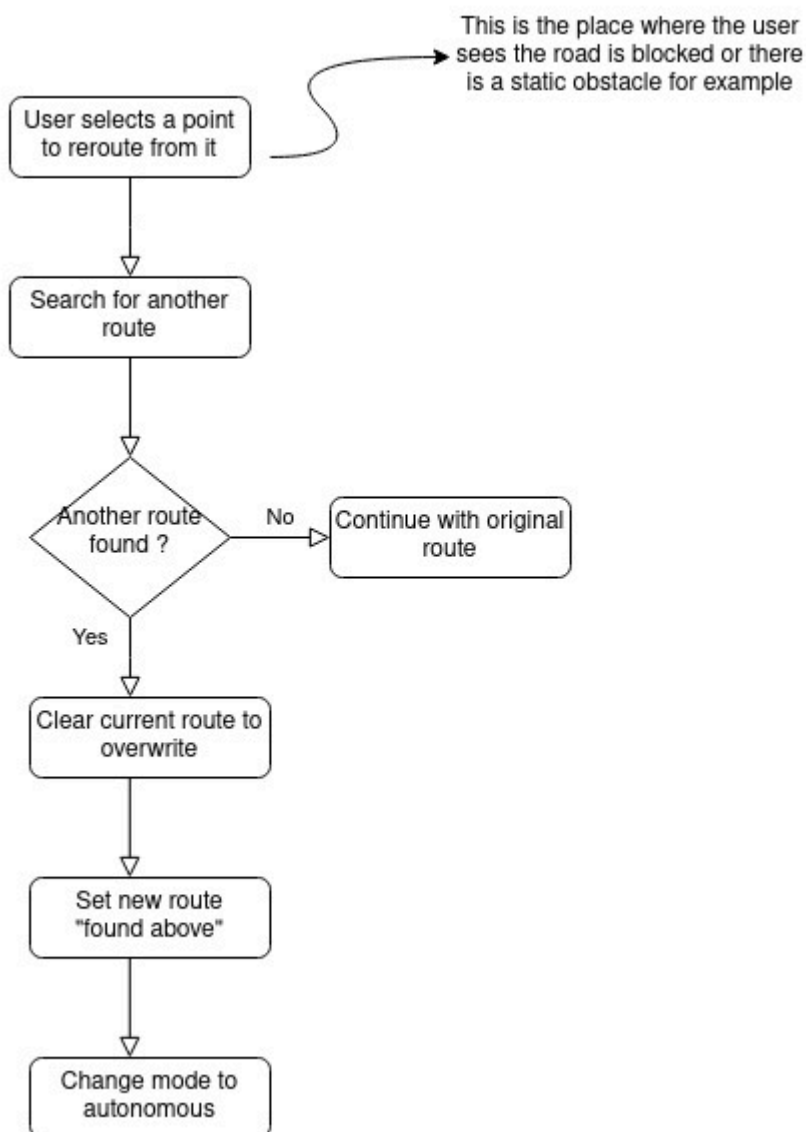 This is the place where the user
sees the road is blocked or there
is a static obstacle for example
User selects a point
to reroute from it
Search for another
route
Another route
found ?
No
Continue with original
route
Yes
Clear current route to
overwrite
Set new route
"found above"
Change mode to
autonomous